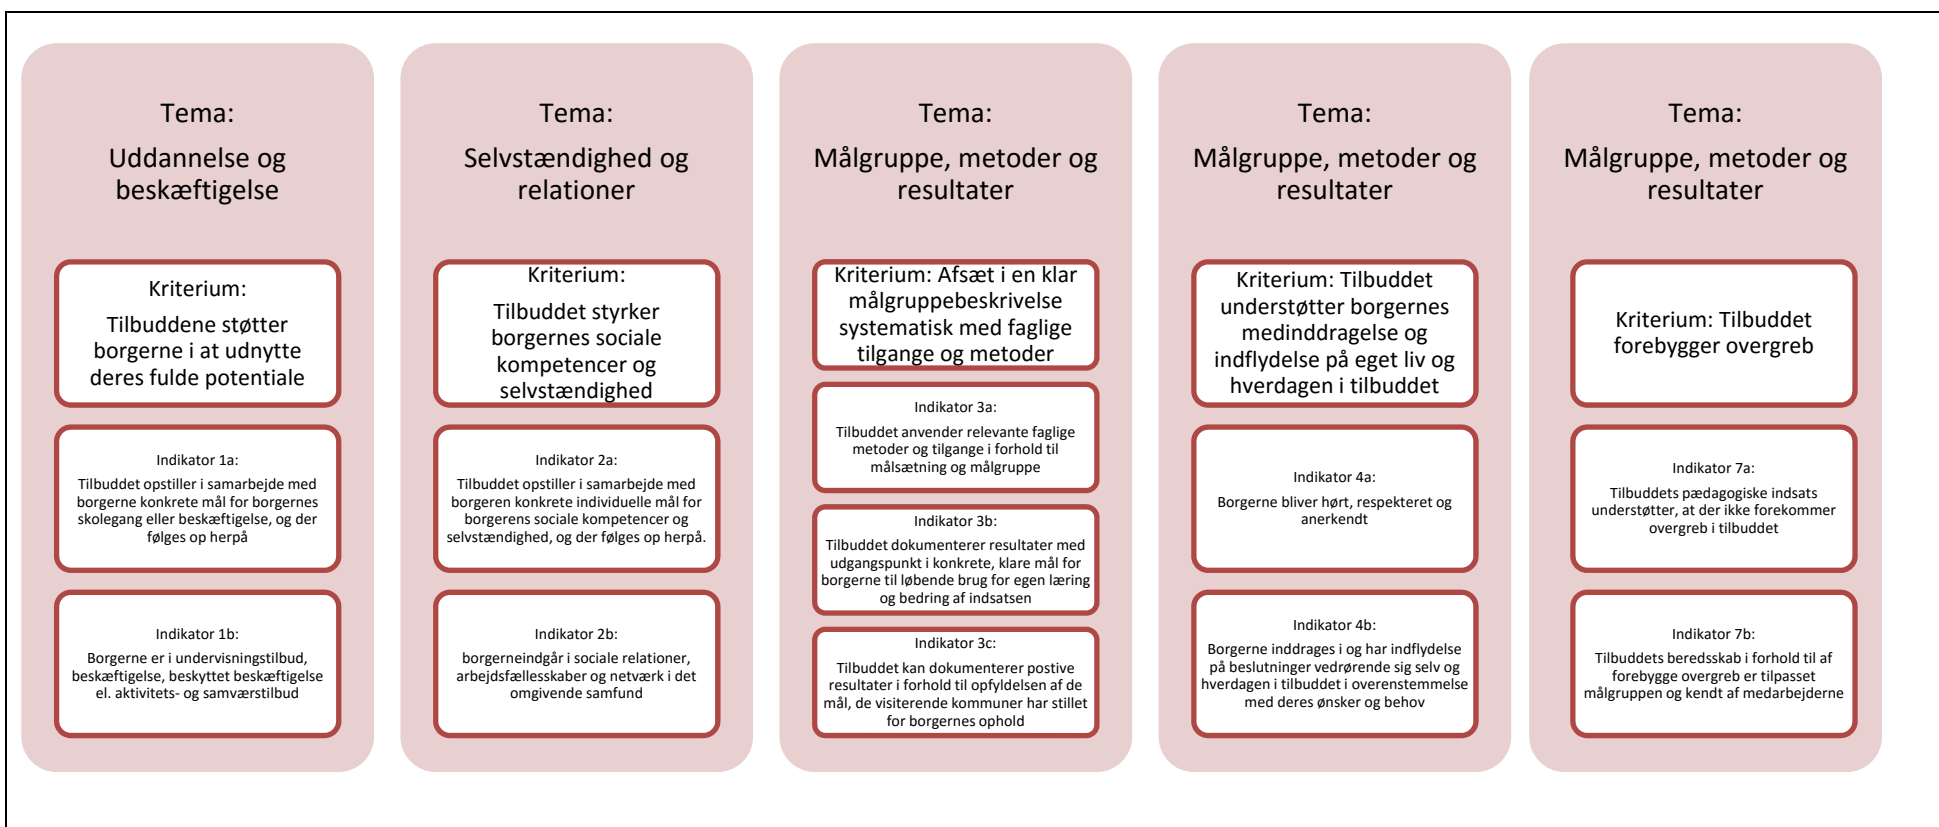 Tema:
Uddannelse og
beskæftigelse
Kriterium:
Tilbuddene støtter
borgerne i at udnytte
deres fulde potentiale
Indikator 1a:
Tilbuddet opstiller i samarbejde med
borgerne konkrete mål for borgernes
skolegang eller beskæftigelse, og der
følges op herpå
Indikator 1b:
Borgerne er i undervisningstilbud,
beskæftigelse, beskyttet beskæftigelse
el. aktivitets- og samværstilbud
Tema:
Selvstændighed og
relationer
Kriterium:
Tilbuddet styrker
borgernes sociale
kompetencer og
selvstændighed
Indikator 2a:
Tilbuddet opstiller i samarbejde med
borgeren konkrete individuelle mål for
borgerens sociale kompetencer og
selvstændighed, og der følges op herpå.
Indikator 2b:
borgerneindgår i sociale relationer,
arbejdsfællesskaber og netværk i det
omgivende samfund
Tema:
Målgruppe, metoder og
resultater
Kriterium: Afsæt i en klar
målgruppebeskrivelse
systematisk med faglige
tilgange og metoder
Indikator 3a:
Tilbuddet anvender relevante faglige
metoder og tilgange i forhold til
målsætning og målgruppe
Indikator 3b:
Tilbuddet dokumenterer resultater med
udgangspunkt i konkrete, klare mål for
borgerne til løbende brug for egen læring
og bedring af indsatsen
Indikator 3c:
Tilbuddet kan dokumenterer postive
resultater i forhold til opfyldelsen af de
mål, de visiterende kommuner har stillet
for borgernes ophold
Tema:
Målgruppe, metoder og
resultater
Kriterium: Tilbuddet
understøtter borgernes
medinddragelse og
indflydelse på eget liv og
hverdagen i tilbuddet
Indikator 4a:
Borgerne bliver hørt, respekteret og
anerkendt
Indikator 4b:
Borgerne inddrages i og har indflydelse
på beslutninger vedrørende sig selv og
hverdagen i tilbuddet i overenstemmelse
med deres ønsker og behov
Tema:
Målgruppe, metoder og
resultater
Kriterium: Tilbuddet
forebygger overgreb
Indikator 7a:
Tilbuddets pædagogiske indsats
understøtter, at der ikke forekommer
overgreb i tilbuddet
Indikator 7b:
Tilbuddets beredsskab i forhold til af
forebygge overgreb er tilpasset
målgruppen og kendt af medarbejderne